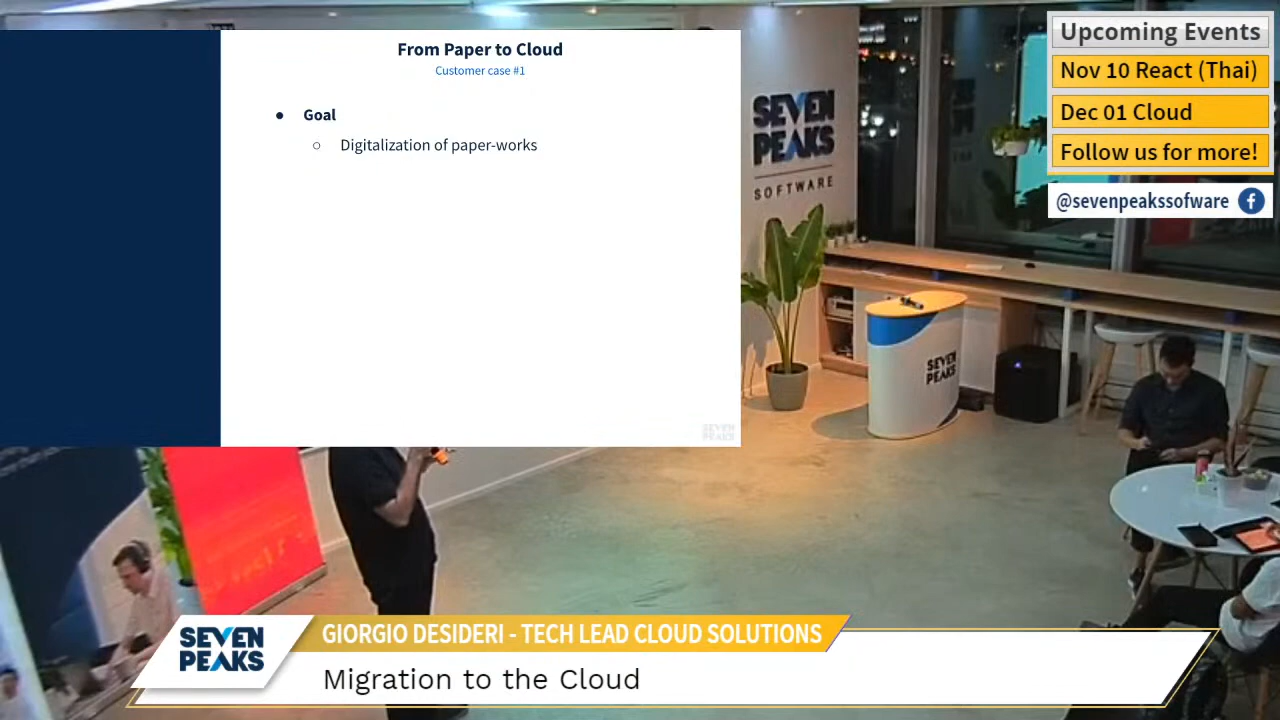 From Paper to Cloud
Customer case #1
● Goal
○ Digitalization of paper-works
SEVEN
PEAKS
SEVEN
PEAKS
SOFTWARE
Upcoming Events
Nov 10 React (Thai)
Dec 01 Cloud
Follow us for more!
@sevenpeakssofware f
SEVEN
PEAKS
SEVEN
PEAKS
GIORGIO DESIDERI - TECH LEAD CLOUD SOLUTIONS
Migration to the Cloud